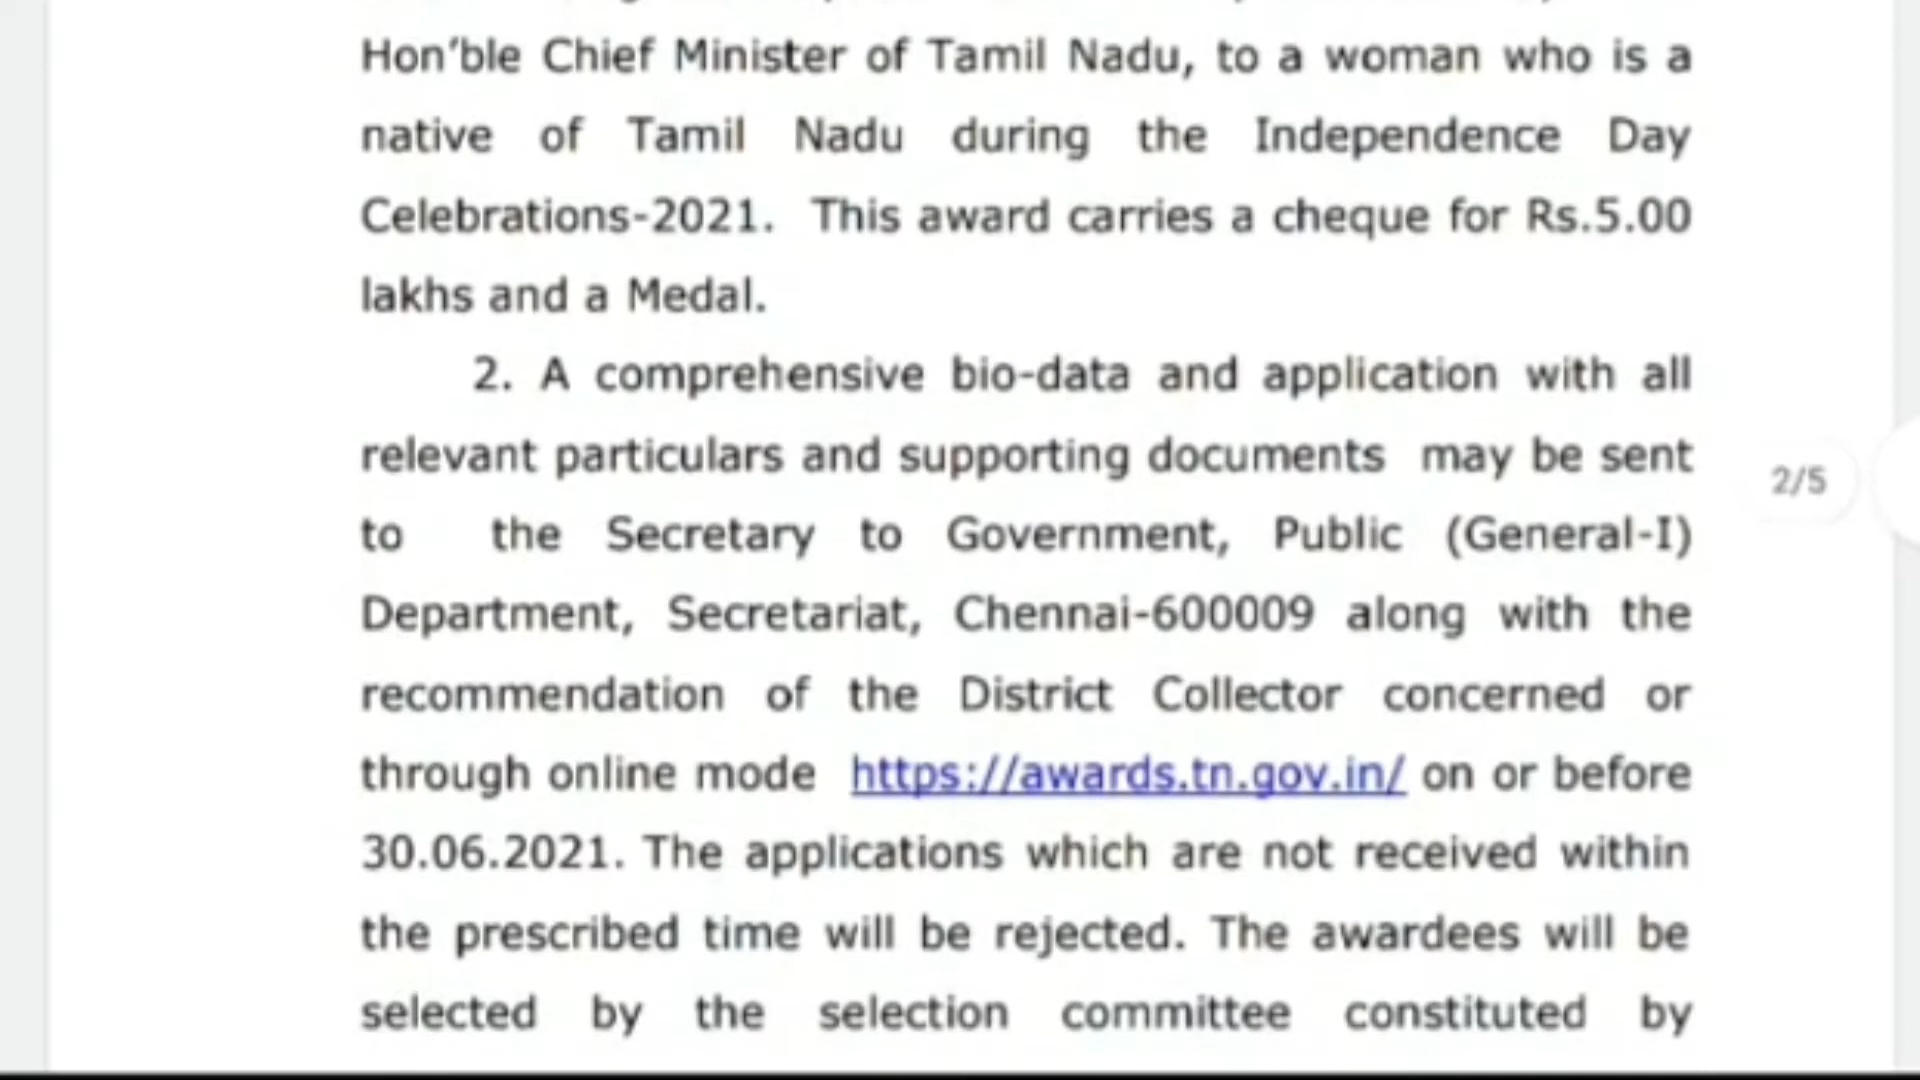 Hon'ble Chief Minister of Tamil Nadu, to a woman who is a
native of Tamil Nadu during the Independence Day
Celebrations-2021. This award carries a cheque for Rs.5.00
lakhs and a Medal.
2. A comprehensive bio-data and application with all
relevant particulars and supporting documents may be sent
to the Secretary to Government, Public (General-I)
Department, Secretariat, Chennai-600009 along with the
recommendation of the District Collector concerned or
through online mode https://awards.tn.gov.in/ on or before
30.06.2021. The applications which are not received within
the prescribed time will be rejected. The awardees will be
selected by the selection committee constituted by
2/5